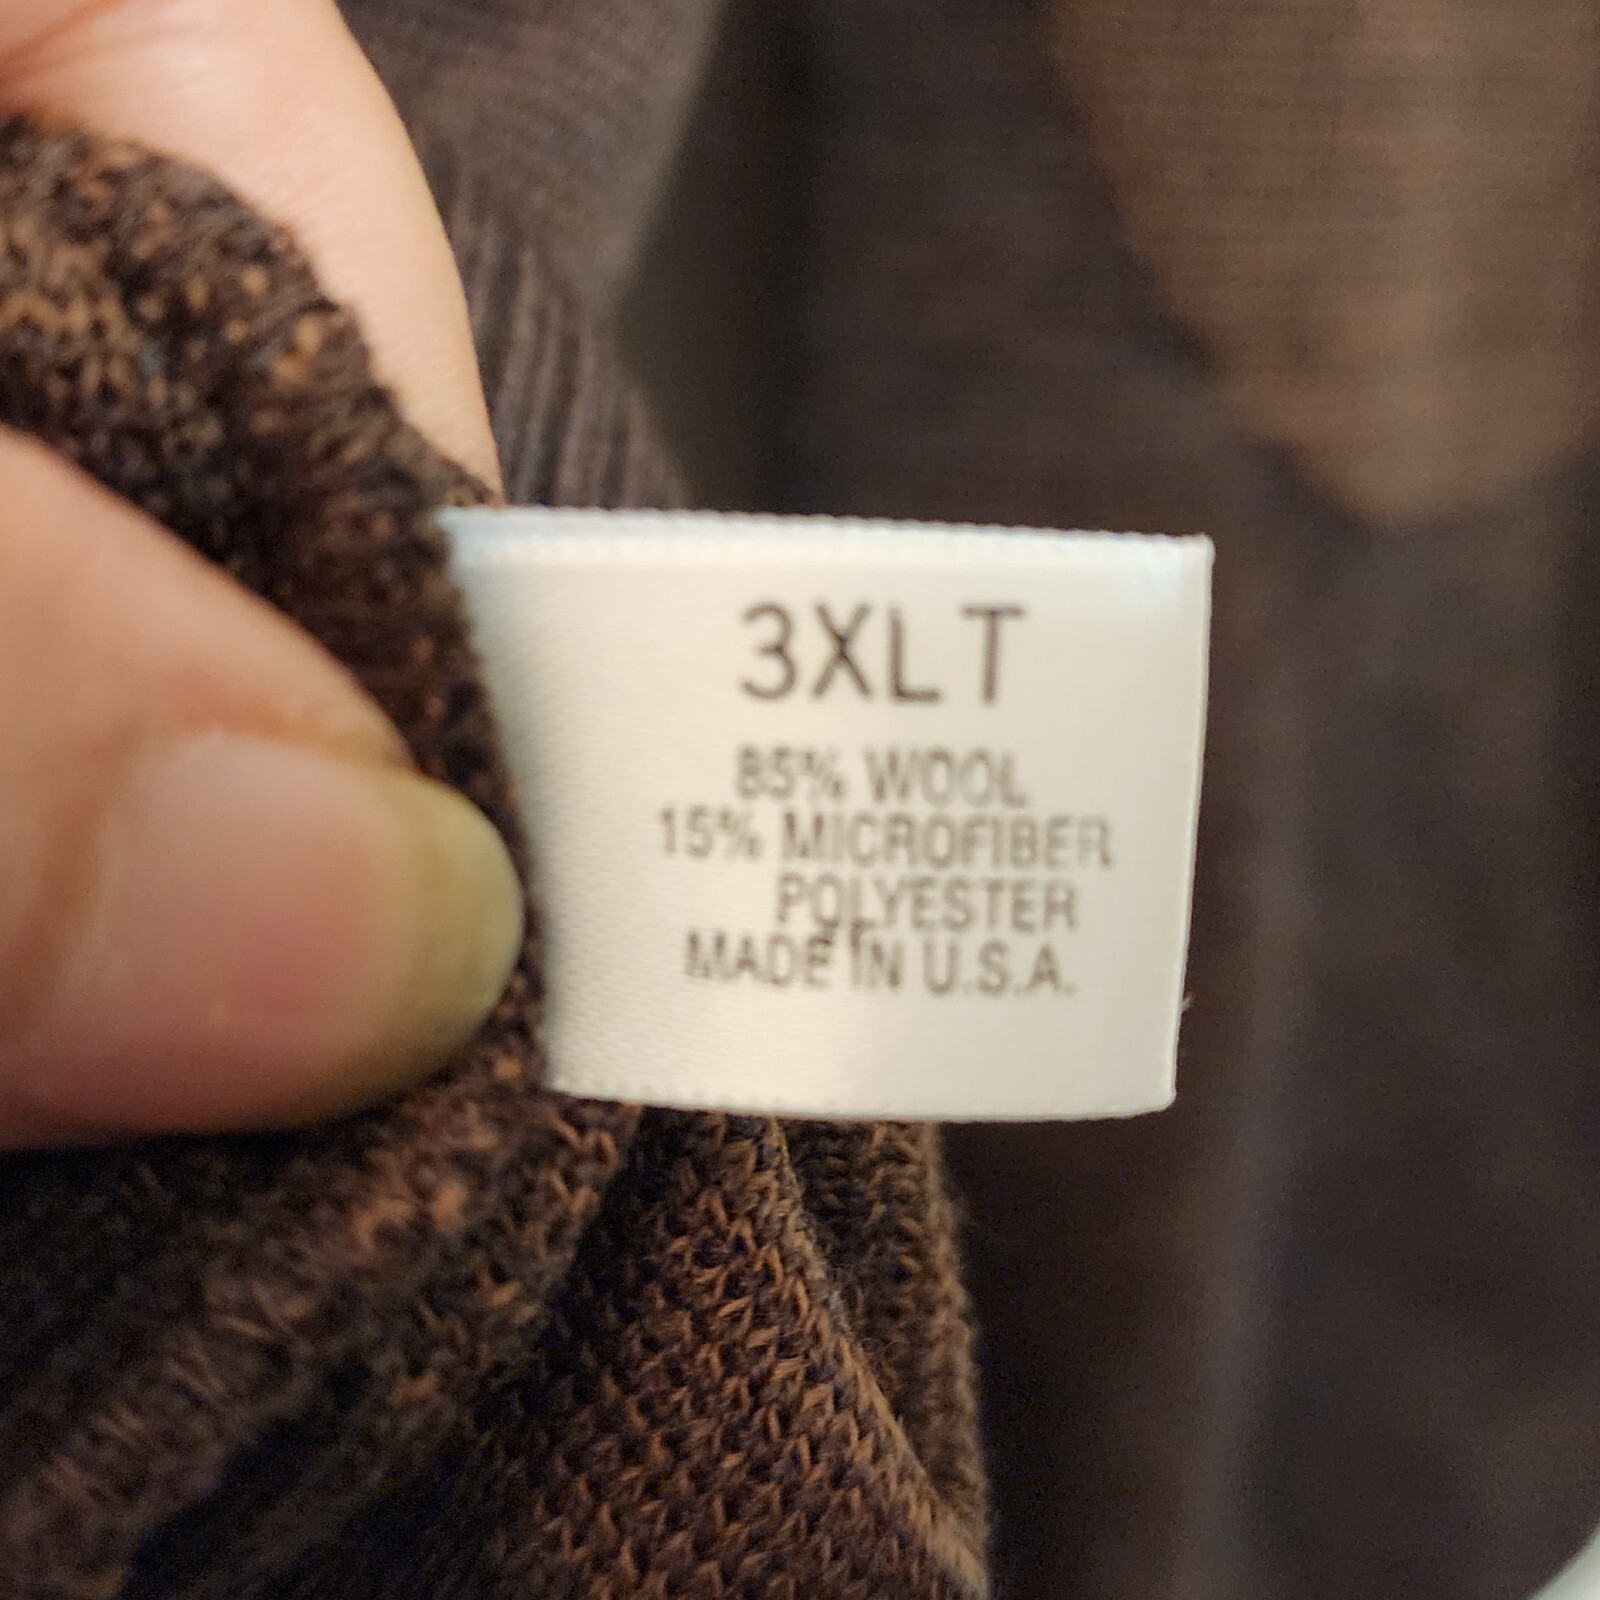 3XLT
85% WOOL
15% MICROFIBER
POLYESTER
MADE IN U.S.A.